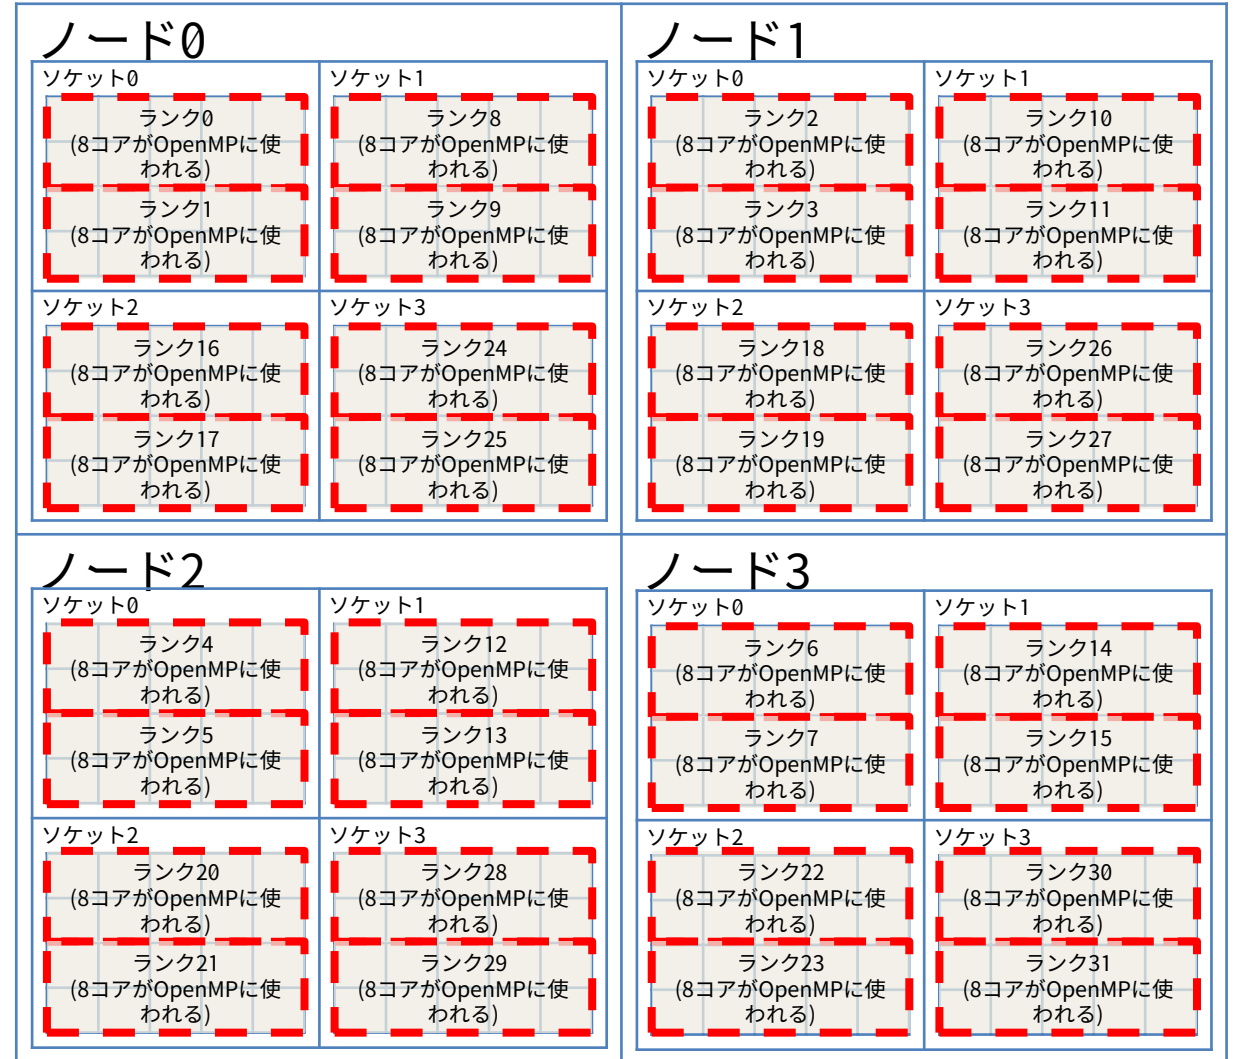 ノード0
ソケット0
ランク0
(8コアがOpenMPに使
われる)
ランク1
(8コアがOpenMPに使
われる)
ソケット1
ランク8
(8コアがOpenMPに使
われる)
ランク9
(8コアがOpenMPに使
われる)
ソケット2
ランク16
(8コアがOpenMPに使
われる)
ランク17
(8コアがOpenMPに使
われる)
ソケット3
ランク24
(8コアがOpenMPに使
われる)
ランク25
(8コアがOpenMPに使
われる)
ノード1
ソケット0
ランク2
(8コアがOpenMPに使
われる)
ランク3
(8コアがOpenMPに使
われる)
ソケット1
ランク10
(8コアがOpenMPに使
われる)
ランク11
(8コアがOpenMPに使
われる)
ソケット2
ランク18
(8コアがOpenMPに使
われる)
ランク19
(8コアがOpenMPに使
われる)
ソケット3
ランク26
(8コアがOpenMPに使
われる)
ランク27
(8コアがOpenMPに使
われる)
ノード2
ソケット0
ランク4
(8コアがOpenMPに使
われる)
ランク5
(8コアがOpenMPに使
われる)
ソケット1
ランク12
(8コアがOpenMPに使
われる)
ランク13
(8コアがOpenMPに使
われる)
ソケット2
ランク20
(8コアがOpenMPに使
われる)
ランク21
(8コアがOpenMPに使
われる)
ソケット3
ランク28
(8コアがOpenMPに使
われる)
ランク29
(8コアがOpenMPに使
われる)
ノード3
ソケット0
ランク6
(8コアがOpenMPに使
われる)
ランク7
(8コアがOpenMPに使
われる)
ソケット1
ランク14
(8コアがOpenMPに使
われる)
ランク15
(8コアがOpenMPに使
われる)
ソケット2
ランク22
(8コアがOpenMPに使
われる)
ランク23
(8コアがOpenMPに使
われる)
ソケット3
ランク30
(8コアがOpenMPに使
われる)
ランク31
(8コアがOpenMPに使
われる)